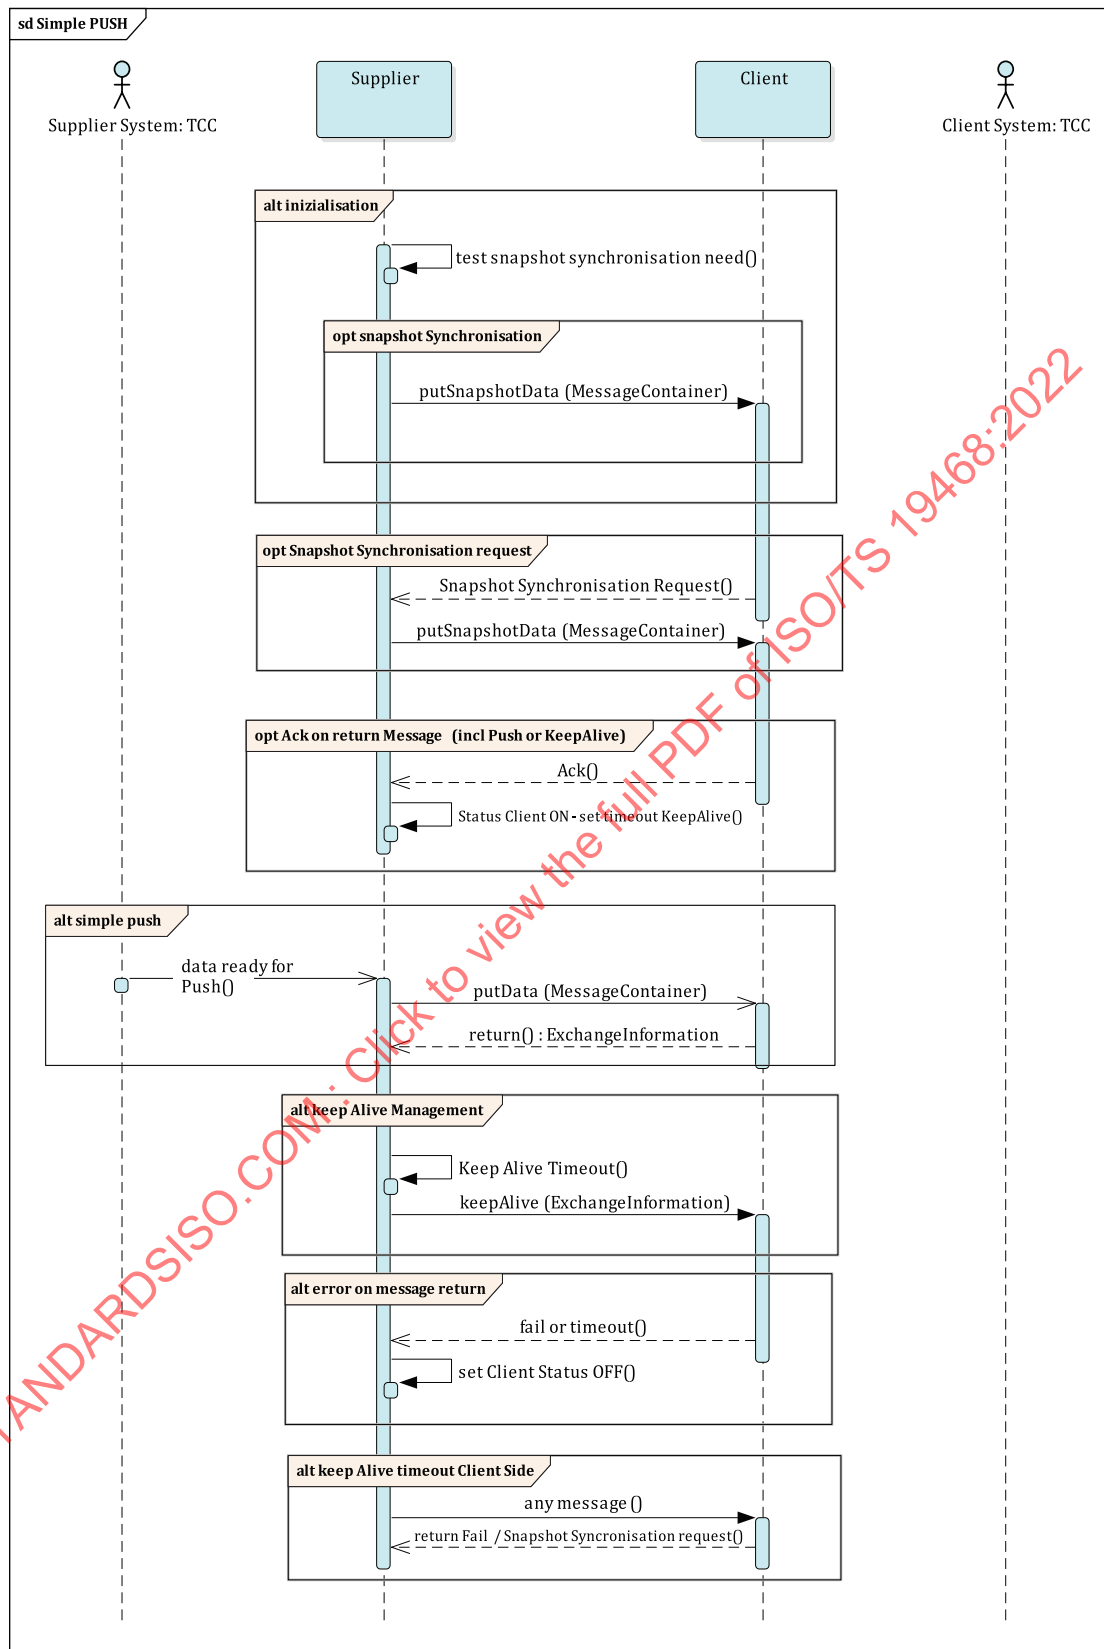 sd Simple PUSH
Supplier
Client
Supplier System: TCC
Client System: TCC
alt inizialisation
test snapshot synchronisation need()
opt snapshot Synchronisation
putSnapshotData (MessageContainer)
opt Snapshot Synchronisation request
Snapshot Synchronisation Request()
putSnapshotData (MessageContainer)
opt Ack on return Message (incl Push or KeepAlive)
Ack()
Status Client ON - set timeout KeepAlive()
alt simple push
data ready for
Push()
putData (MessageContainer)
return() : ExchangeInformation
alt keep Alive Management
Keep Alive Timeout()
keepAlive (ExchangeInformation)
alt error on message return
fail or timeout()
set Client Status OFF()
alt keep Alive timeout Client Side
any message ()
return Fail / Snapshot Syncronisation request()
TANDARDSISO.COM : Click to view the full PDF of ISO/TS 19468:2022